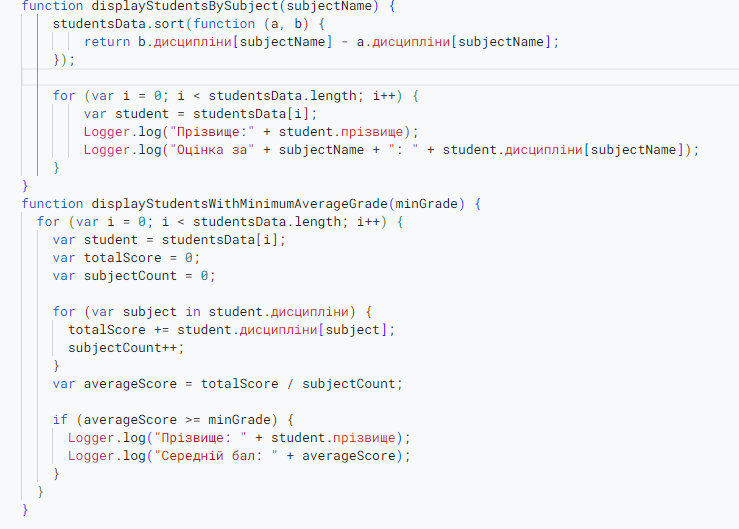 function displayStudentsBySubject(subjectName) {
    studentsData.sort(function (a, b) {
        return b.дисципліни[subjectName] - a.дисципліни[subjectName];
    });

    for (var i = 0; i < studentsData.length; i++) {
        var student = studentsData[i];
        Logger.log("Прізвище:" + student.прізвище);
        Logger.log("Оцінка за" + subjectName + ": " + student.дисципліни[subjectName]);
    }
}
function displayStudentsWithMinimumAverageGrade(minGrade) {
  for (var i = 0; i < studentsData.length; i++) {
    var student = studentsData[i];
    var totalScore = 0;
    var subjectCount = 0;

    for (var subject in student.дисципліни) {
      totalScore += student.дисципліни[subject];
      subjectCount++;
    }
    var averageScore = totalScore / subjectCount;

    if (averageScore >= minGrade) {
      Logger.log("Прізвище: " + student.прізвище);
      Logger.log("Середній бал: " + averageScore);
    }
  }
}